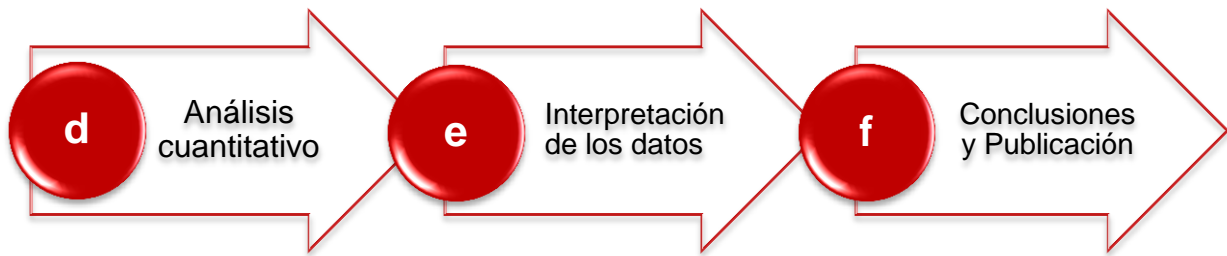 d
Análisis
cuantitativo
e
Interpretación
de los datos
f
Conclusiones
y Publicación